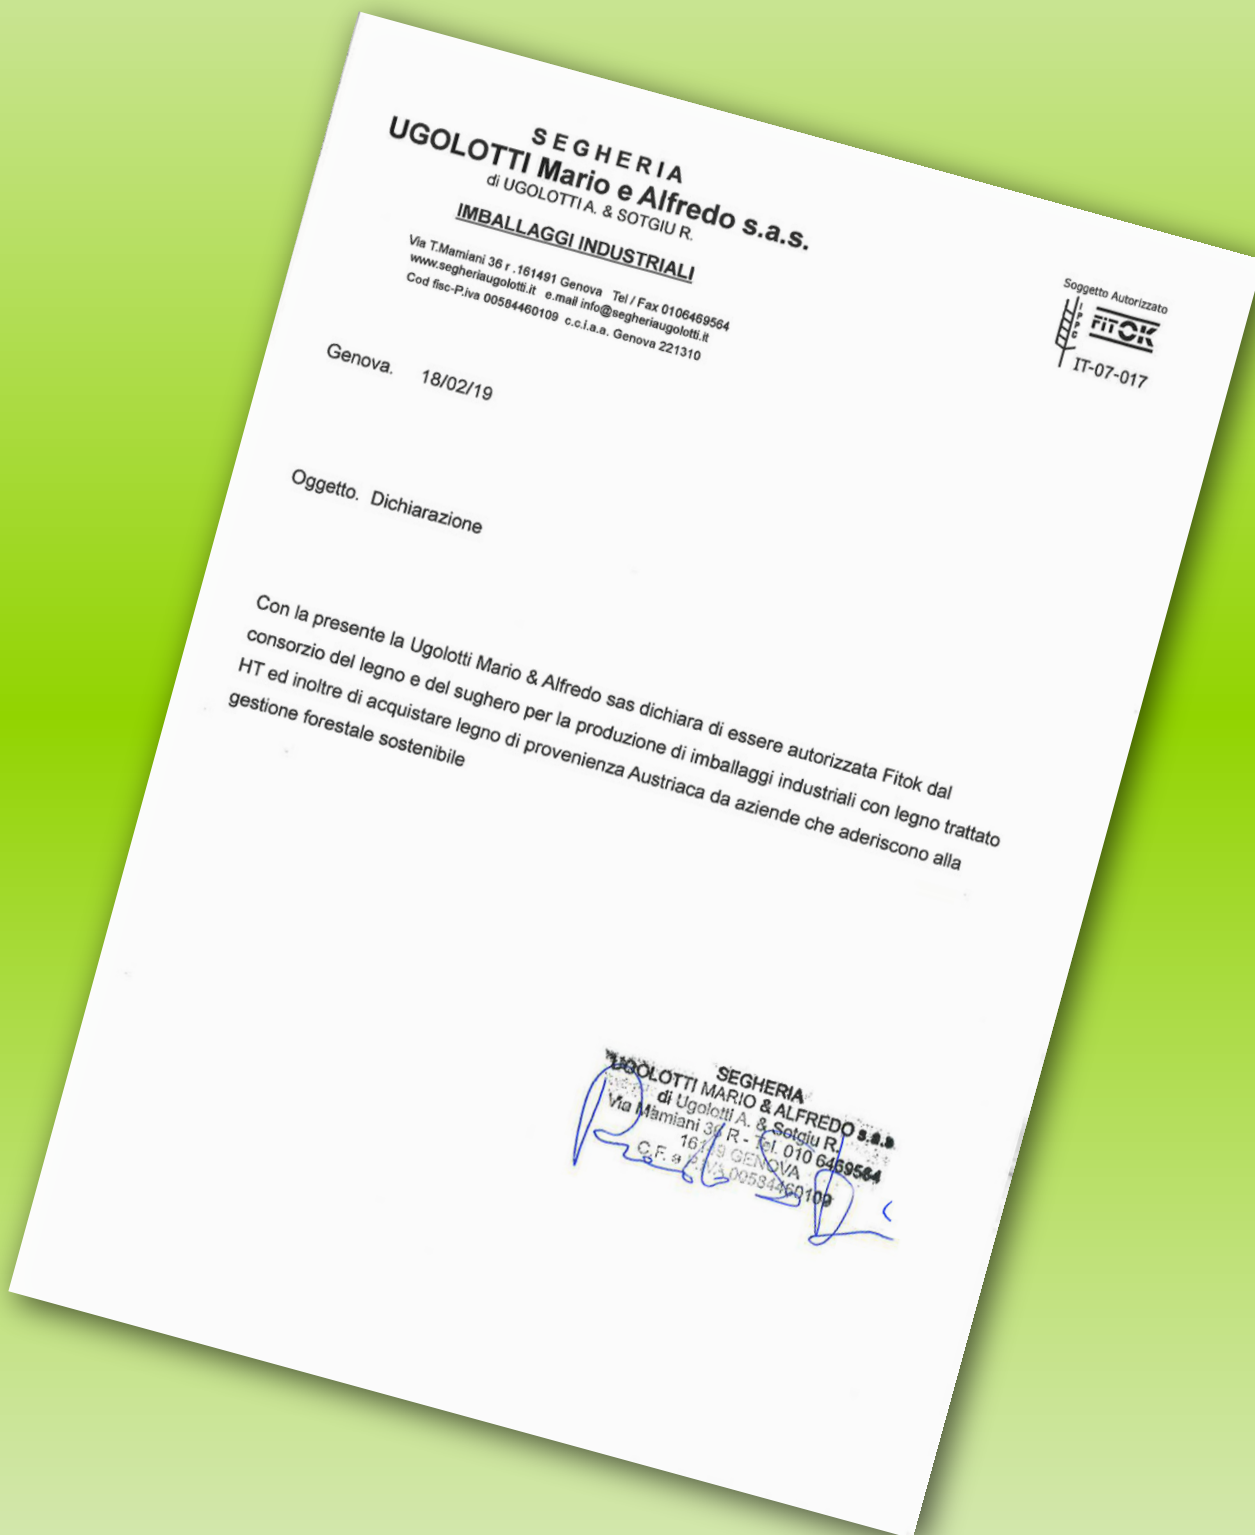 SEGHERIA
UGOLOTTI Mario e Alfredo s.a.s.
di UGOLOTTI A. & SOTGIU R.
IMBALLAGGI INDUSTRIALI
Via T.Mamiani 36 r .161491 Genova Tel / Fax 0106469564
www.segheriaugolotti.it e.mail info@segheriaugolotti.it
Cod fisc-P.iva 00584460109 c.c.i.a.a. Genova 221310
Soggetto Autorizzato
IPPC
FITOK
IT-07-017
Genova. 18/02/19
Oggetto. Dichiarazione
Con la presente la Ugolotti Mario & Alfredo sas dichiara di essere autorizzata Fitok dal
consorzio del legno e del sughero per la produzione di imballaggi industriali con legno trattato
HT ed inoltre di acquistare legno di provenienza Austriaca da aziende che aderiscono alla
gestione forestale sostenibile
SEGHERIA
UGOLOTTI MARIO & ALFREDO s.a.s
di Ugolotti A. & Sotgiu R.
Via Mamiani 36 R - Tel. 010 6469564
GENOVA
C.F. e P.IVA 00584460109